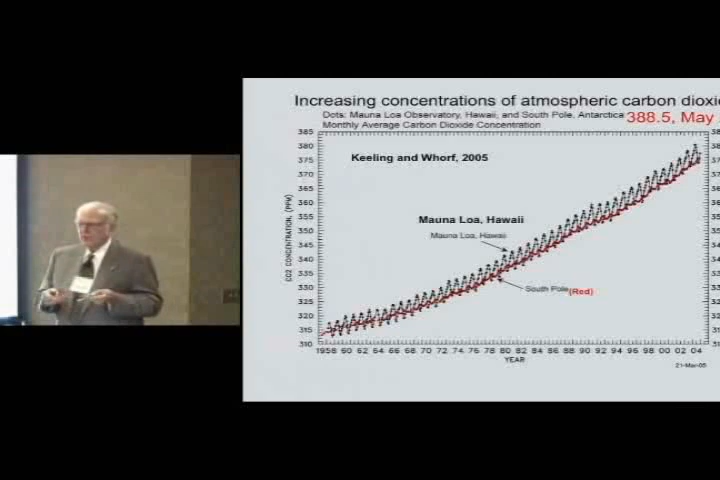 Increasing concentrations of atmospheric carbon dioxi
Dots: Mauna Loa Observatory, Hawaii, and South Pole, Antarctica
388.5, May
Monthly Average Carbon Dioxide Concentration
Keeling and Whorf, 2005
Mauna Loa, Hawaii
Mauna Loa, Hawaii
South Pole (Red)
CO2 CONCENTRATION, (PPM)
385
380
375
370
365
360
355
350
345
340
335
330
325
320
315
310
1958 60 62 64 66 68 70 72 74 76 78 80 82 84 86 88 90 92 94 96 98 00 02 04
YEAR
21-Mar-05